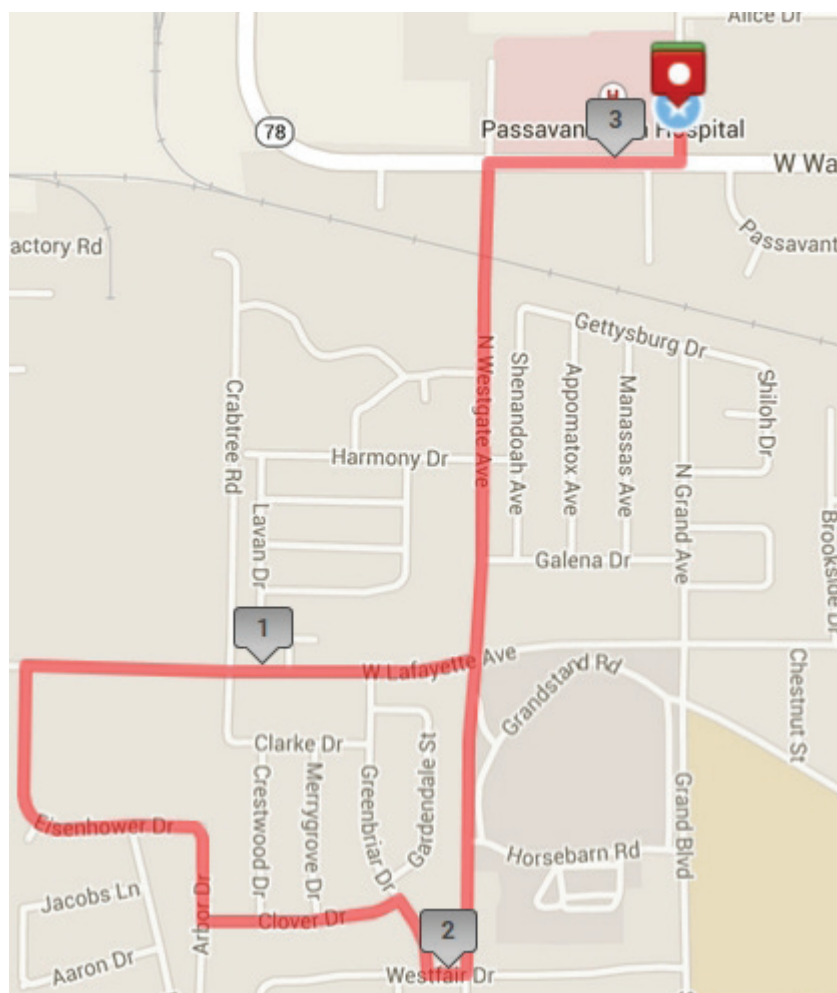 Alice Dr
78
3
Passavan
Hospital
W Wa
Passavant
actory Rd
Gettysburg Dr
N Westgate Ave
Shenandoah Ave
Appomatox Ave
Manassas Ave
Shiloh Dr
Crabtree Rd
Harmony Dr
N Grand Ave
Lavan Dr
Brookside Dr
Galena Dr
1
W Lafayette Ave
Grandstand Rd
Chestnut St
Clarke Dr
Gardendale St
Crestwood Dr
Merrygrove Dr
Greenbriar Dr
Grand Blvd
Eisenhower Dr
Horsebarn Rd
Jacobs Ln
Arbor Dr
Clover Dr
2
Aaron Dr
Westfair Dr